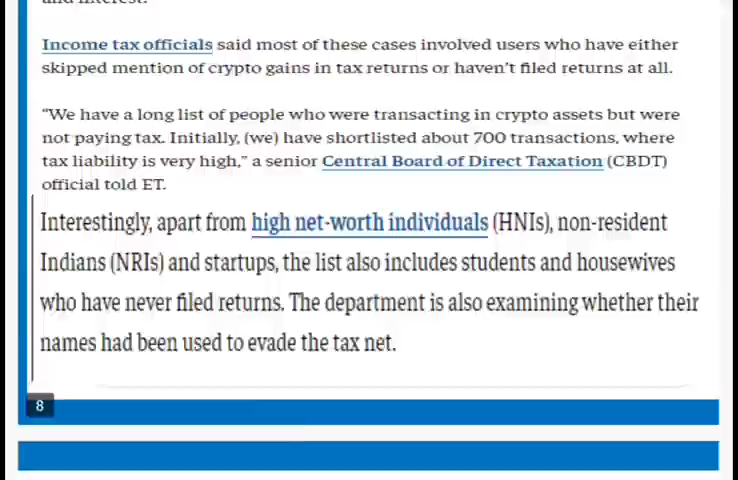 Income tax officials said most of these cases involved users who have either
skipped mention of crypto gains in tax returns or haven't filed returns at all.
"We have a long list of people who were transacting in crypto assets but were
not paying tax. Initially, (we) have shortlisted about 700 transactions, where
tax liability is very high," a senior Central Board of Direct Taxation (CBDT)
official told ET.
Interestingly, apart from high net-worth individuals (HNIs), non-resident
Indians (NRIs) and startups, the list also includes students and housewives
who have never filed returns. The department is also examining whether their
names had been used to evade the tax net.
8